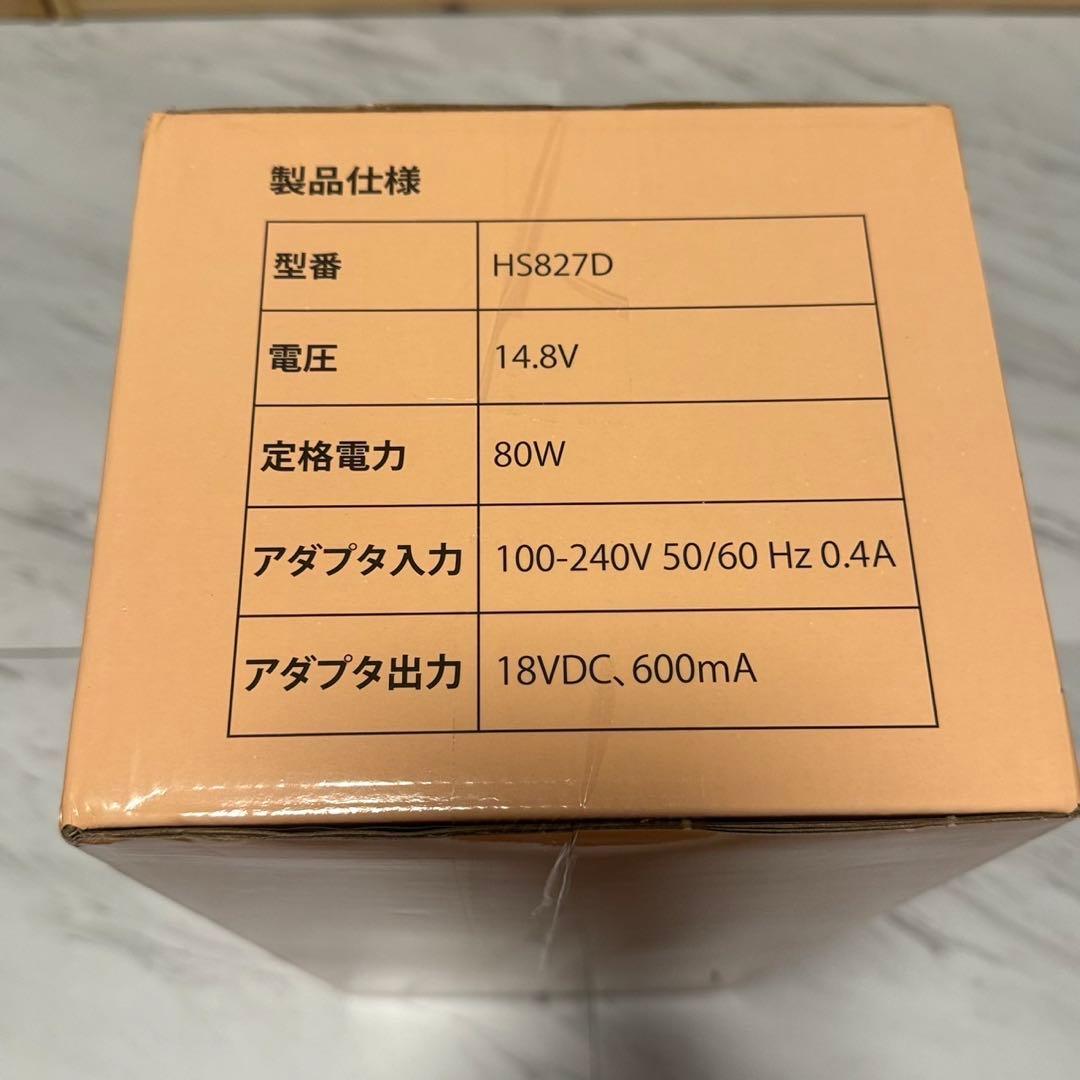 製品仕様
型番 HS827D
電圧 14.8V
定格電力 80W
アダプタ入力 100-240V 50/60 Hz 0.4A
アダプタ出力 18VDC、600mA